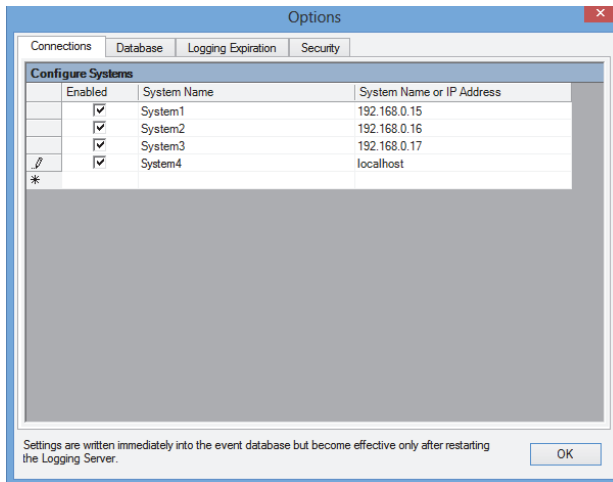 Options
Connections Database Logging Expiration Security
Configure Systems
Enabled System Name System Name or IP Address
System1 192.168.0.15
System2 192.168.0.16
System3 192.168.0.17
System4 localhost
Settings are written immediately into the event database but become effective only after restarting
the Logging Server.
OK